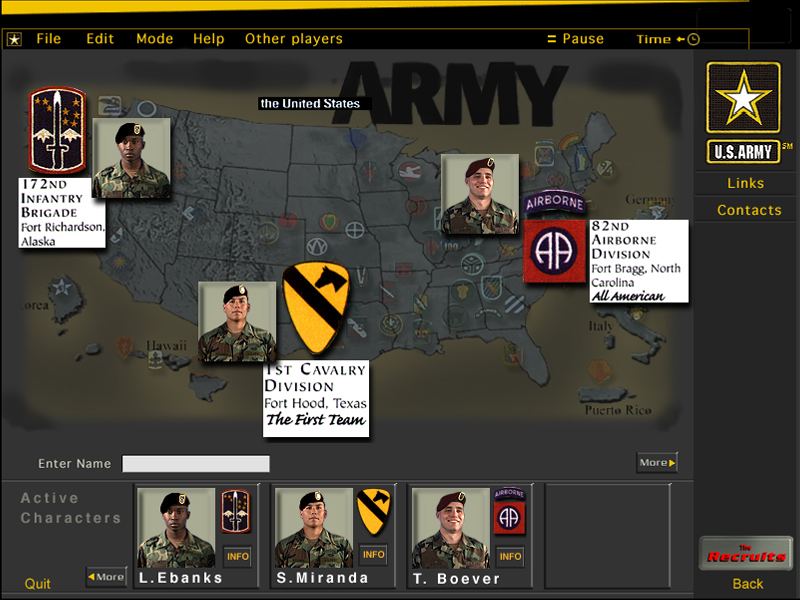 File Edit Mode Help Other players
Pause Time
ARMY
the United States
U.S.ARMY SM
Links
Contacts
172ND
INFANTRY
BRIGADE
Fort Richardson,
Alaska
AIRBORNE
AA
82ND
AIRBORNE
DIVISION
Fort Bragg, North
Carolina
All American
Germany
orea
Hawaii
Italy
Puerto Rico
1ST CAVALRY
DIVISION
Fort Hood, Texas
The First Team
Enter Name
More
Active
Characters
L.Ebanks
INFO
S.Miranda
INFO
T. Boever
INFO
AIRBORNE
AA
More
Quit
The
Recruits
Back